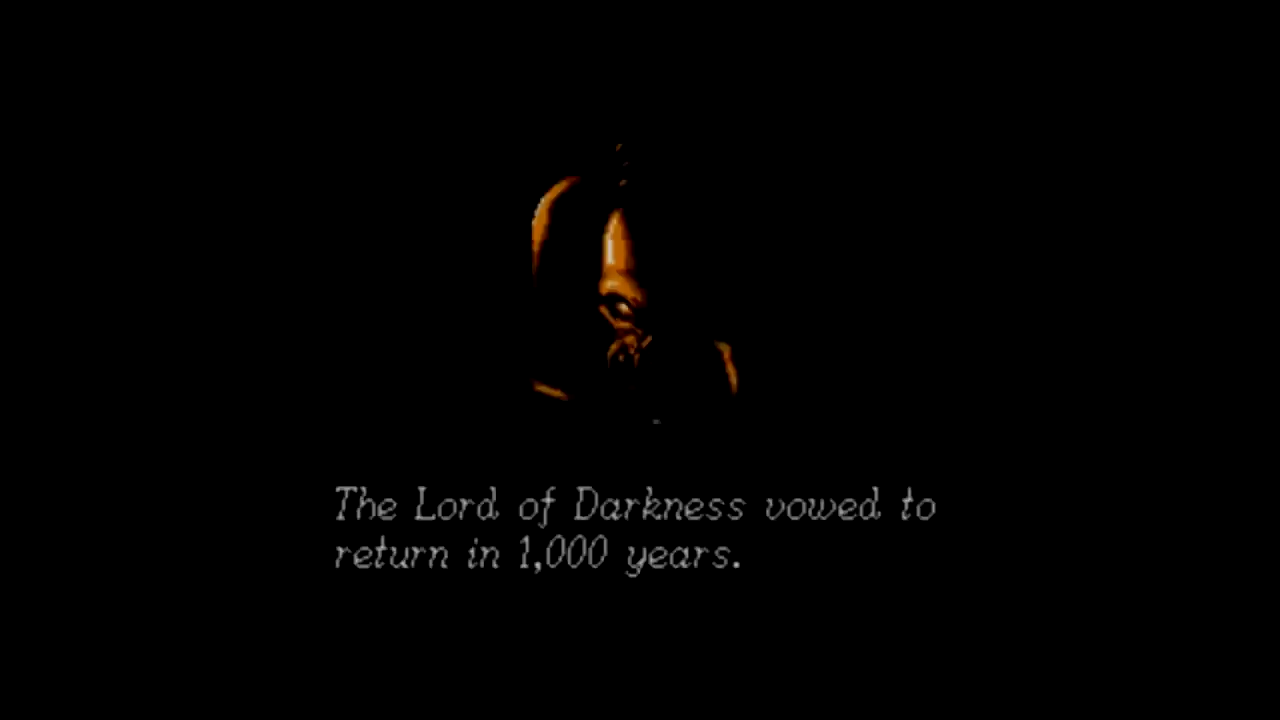 The Lord of Darkness vowed to
return in 1,000 years.